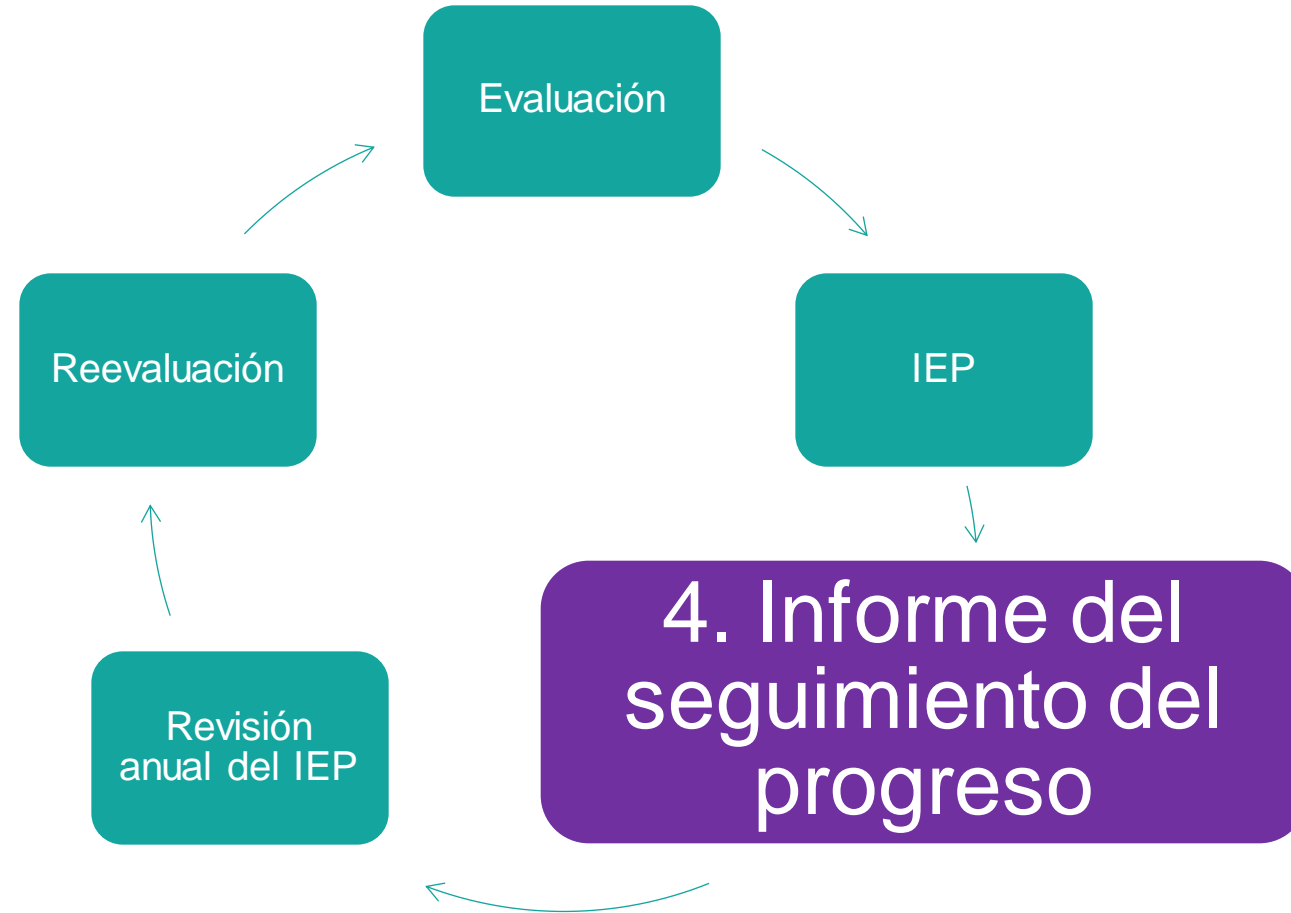 Evaluación
IEP
4. Informe del
seguimiento del
progreso
Revisión
anual del IEP
Reevaluación